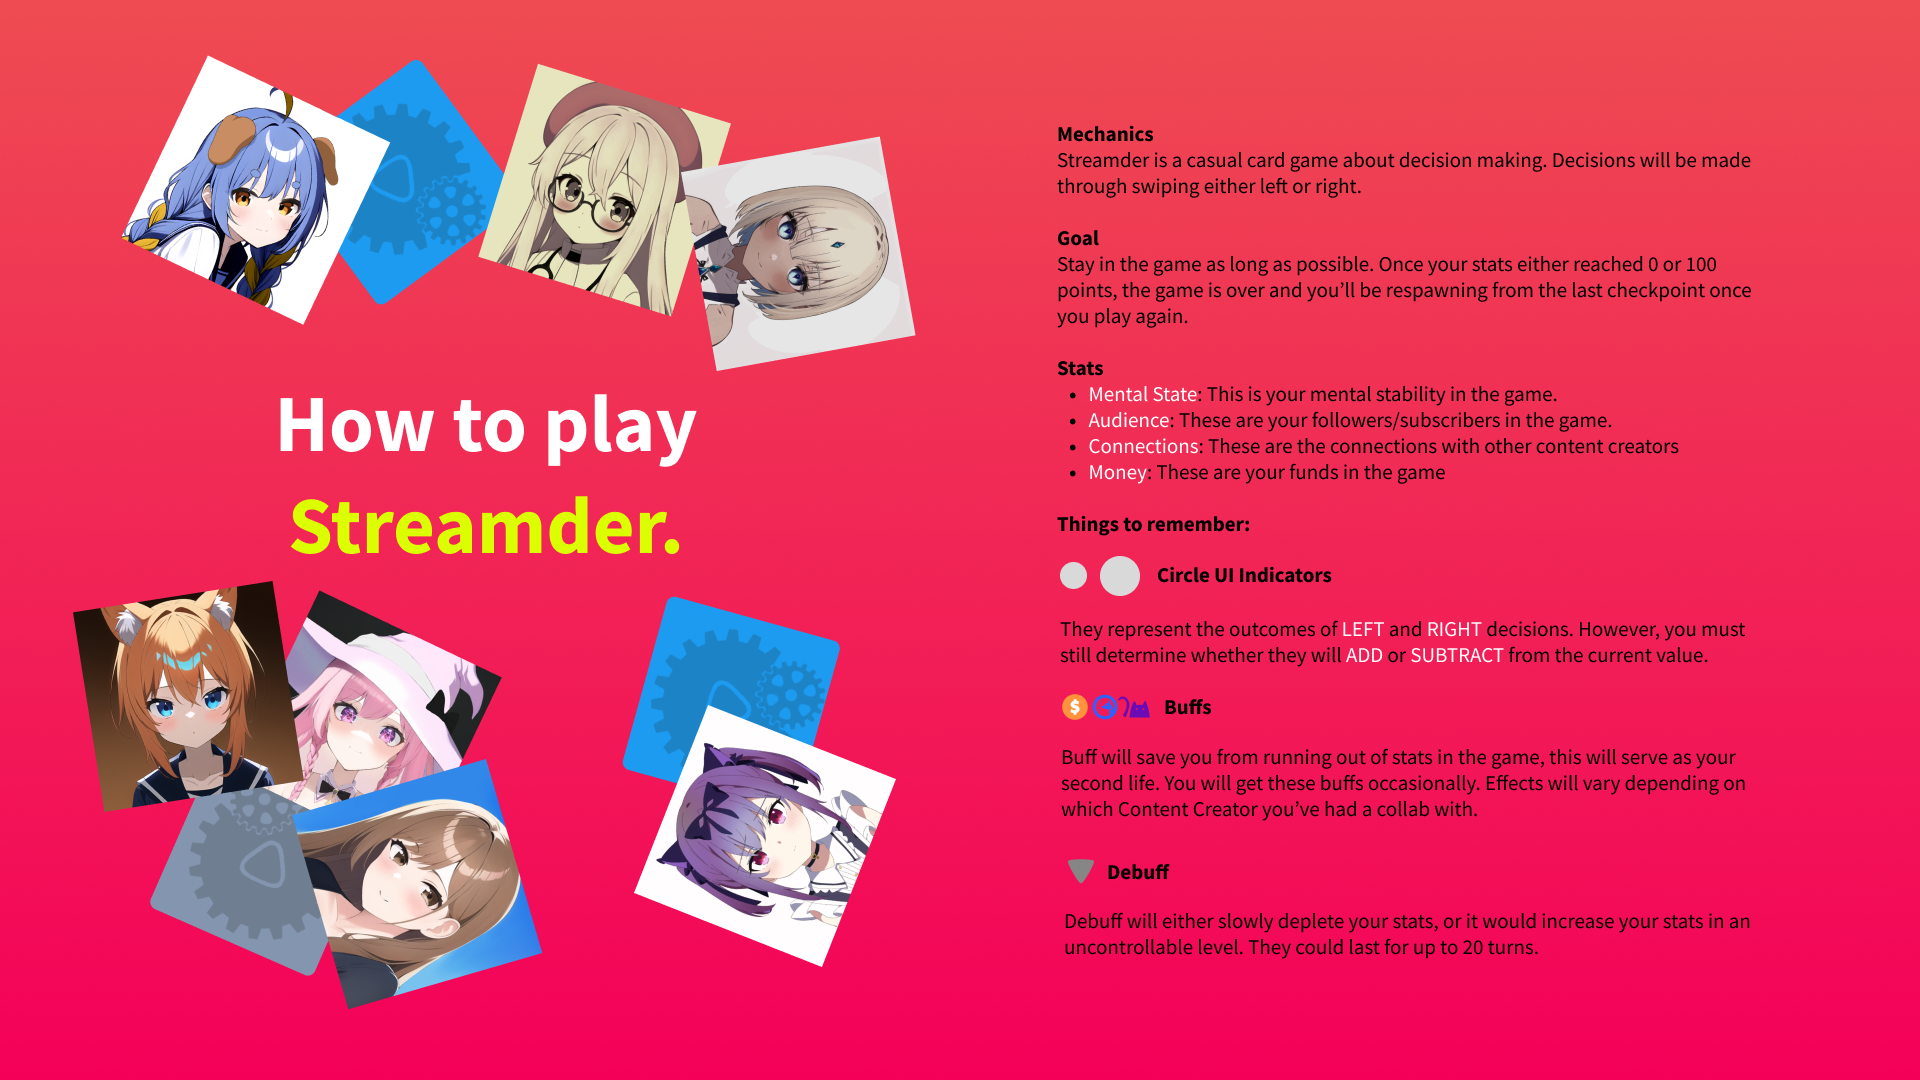 How to play
Streamder.
Mechanics
Streamder is a casual card game about decision making. Decisions will be made
through swiping either left or right.
Goal
Stay in the game as long as possible. Once your stats either reached 0 or 100
points, the game is over and you’ll be respawning from the last checkpoint once
you play again.
Stats
• Mental State: This is your mental stability in the game.
• Audience: These are your followers/subscribers in the game.
• Connections: These are the connections with other content creators
• Money: These are your funds in the game
Things to remember:
Circle UI Indicators
They represent the outcomes of LEFT and RIGHT decisions. However, you must
still determine whether they will ADD or SUBTRACT from the current value.
$ Buffs
Buff will save you from running out of stats in the game, this will serve as your
second life. You will get these buffs occasionally. Effects will vary depending on
which Content Creator you’ve had a collab with.
Debuff
Debuff will either slowly deplete your stats, or it would increase your stats in an
uncontrollable level. They could last for up to 20 turns.